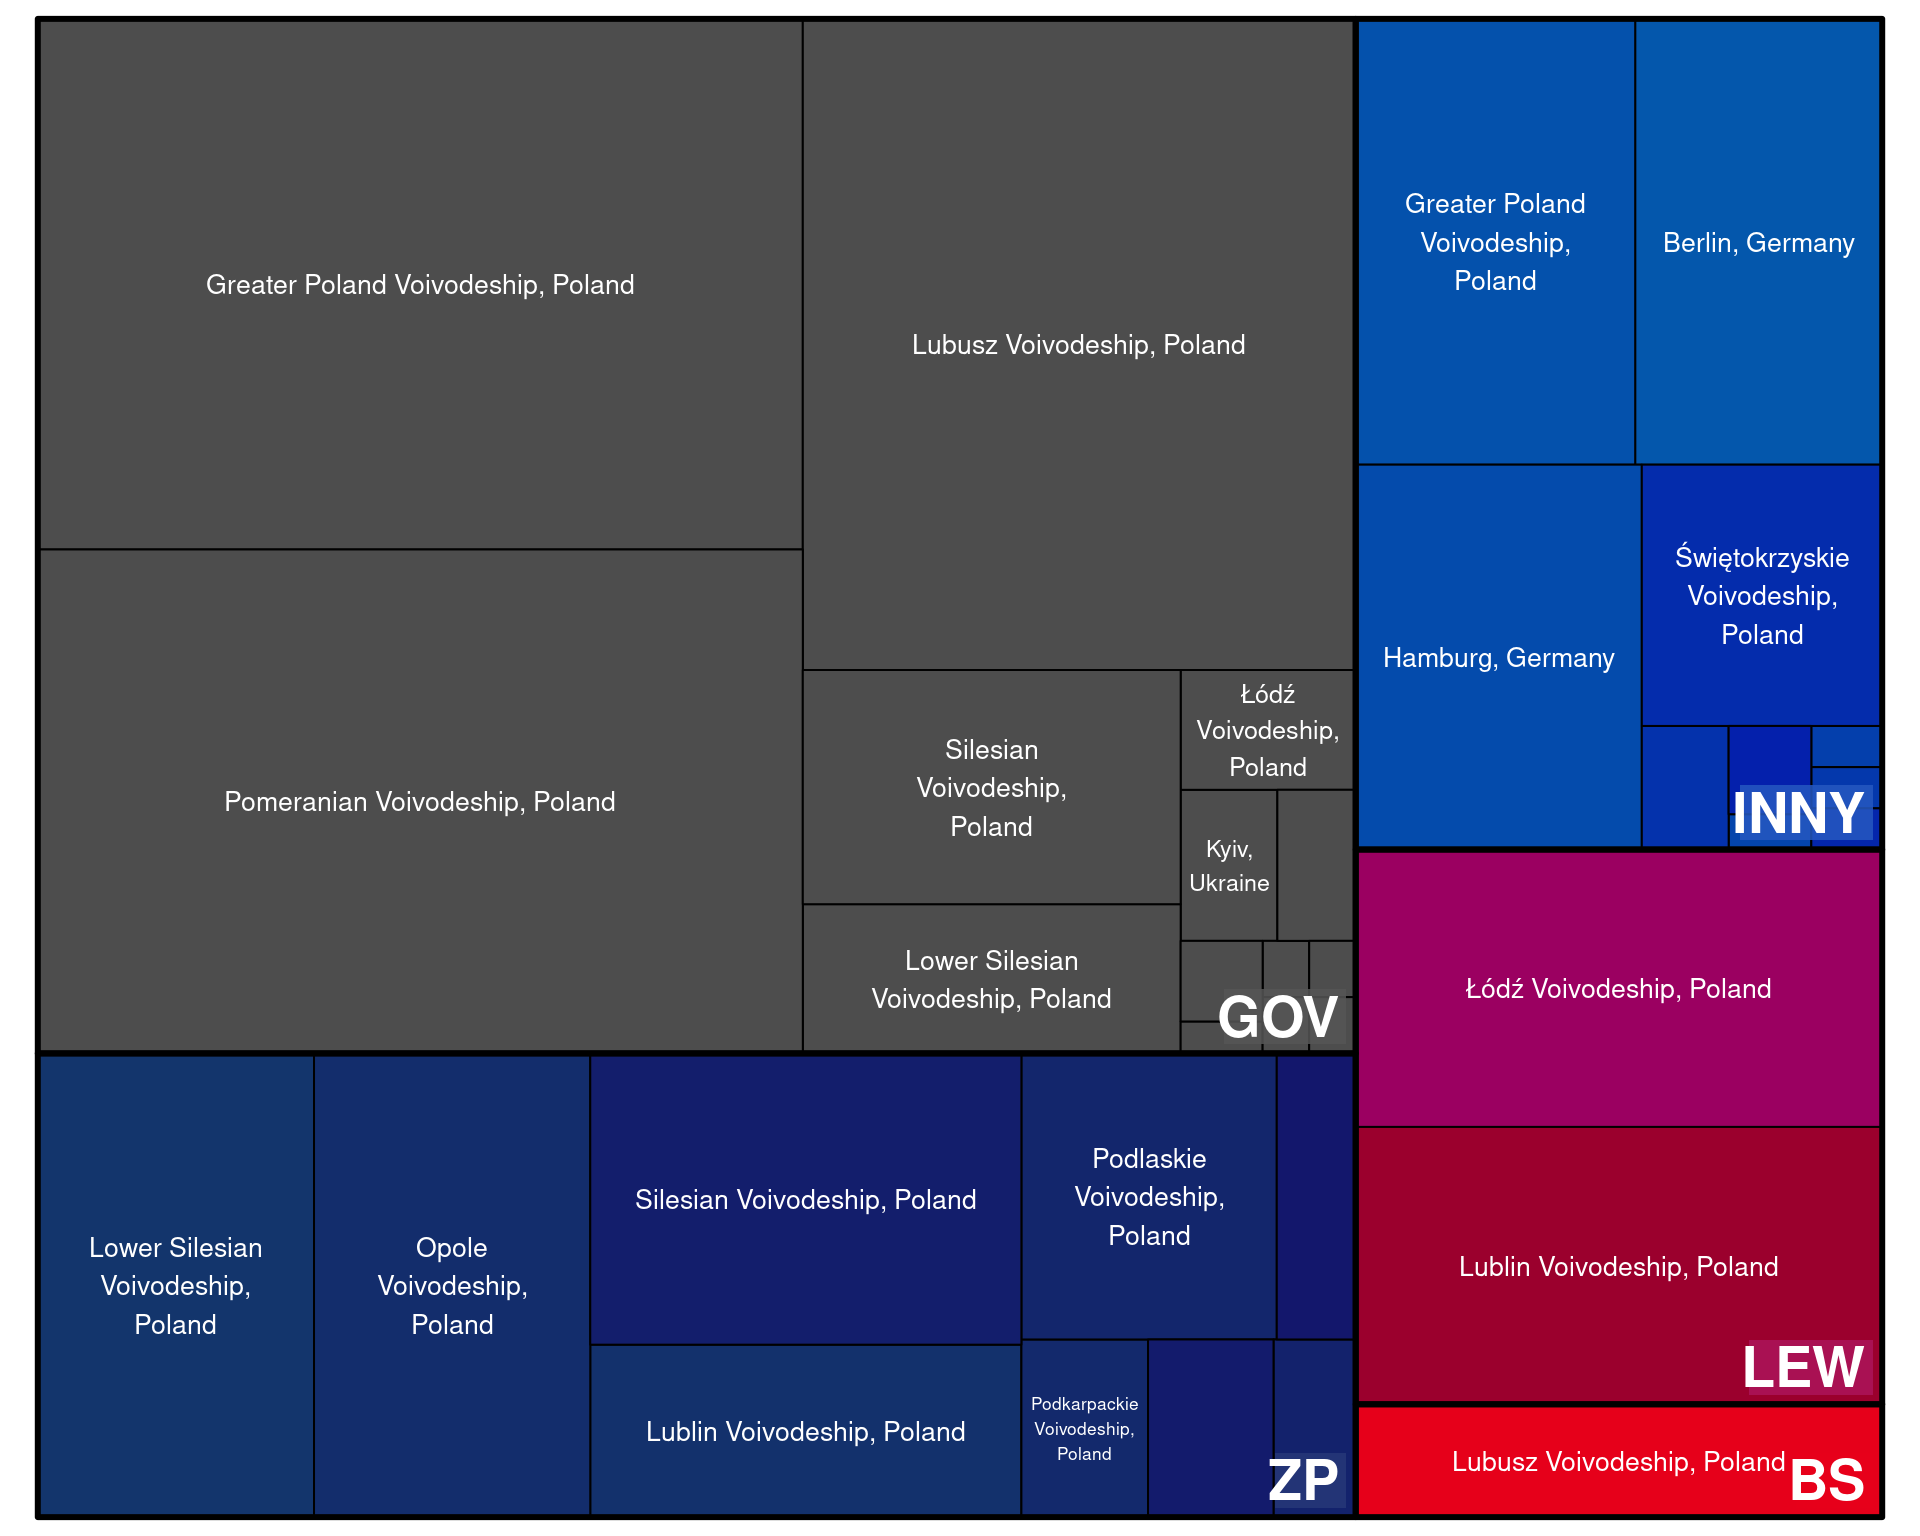 Greater Poland Voivodeship, Poland
Pomeranian Voivodeship, Poland
Lubusz Voivodeship, Poland
Silesian
Voivodeship,
Poland
Lower Silesian
Voivodeship, Poland
Łódź
Voivodeship,
Poland
Kyiv,
Ukraine
GOV
Greater Poland
Voivodeship,
Poland
Berlin, Germany
Hamburg, Germany
Świętokrzyskie
Voivodeship,
Poland
INNY
Łódź Voivodeship, Poland
Lublin Voivodeship, Poland
LEW
Lower Silesian
Voivodeship,
Poland
Opole
Voivodeship,
Poland
Silesian Voivodeship, Poland
Lublin Voivodeship, Poland
Podlaskie
Voivodeship,
Poland
Podkarpackie
Voivodeship,
Poland
ZP
Lubusz Voivodeship, Poland
BS